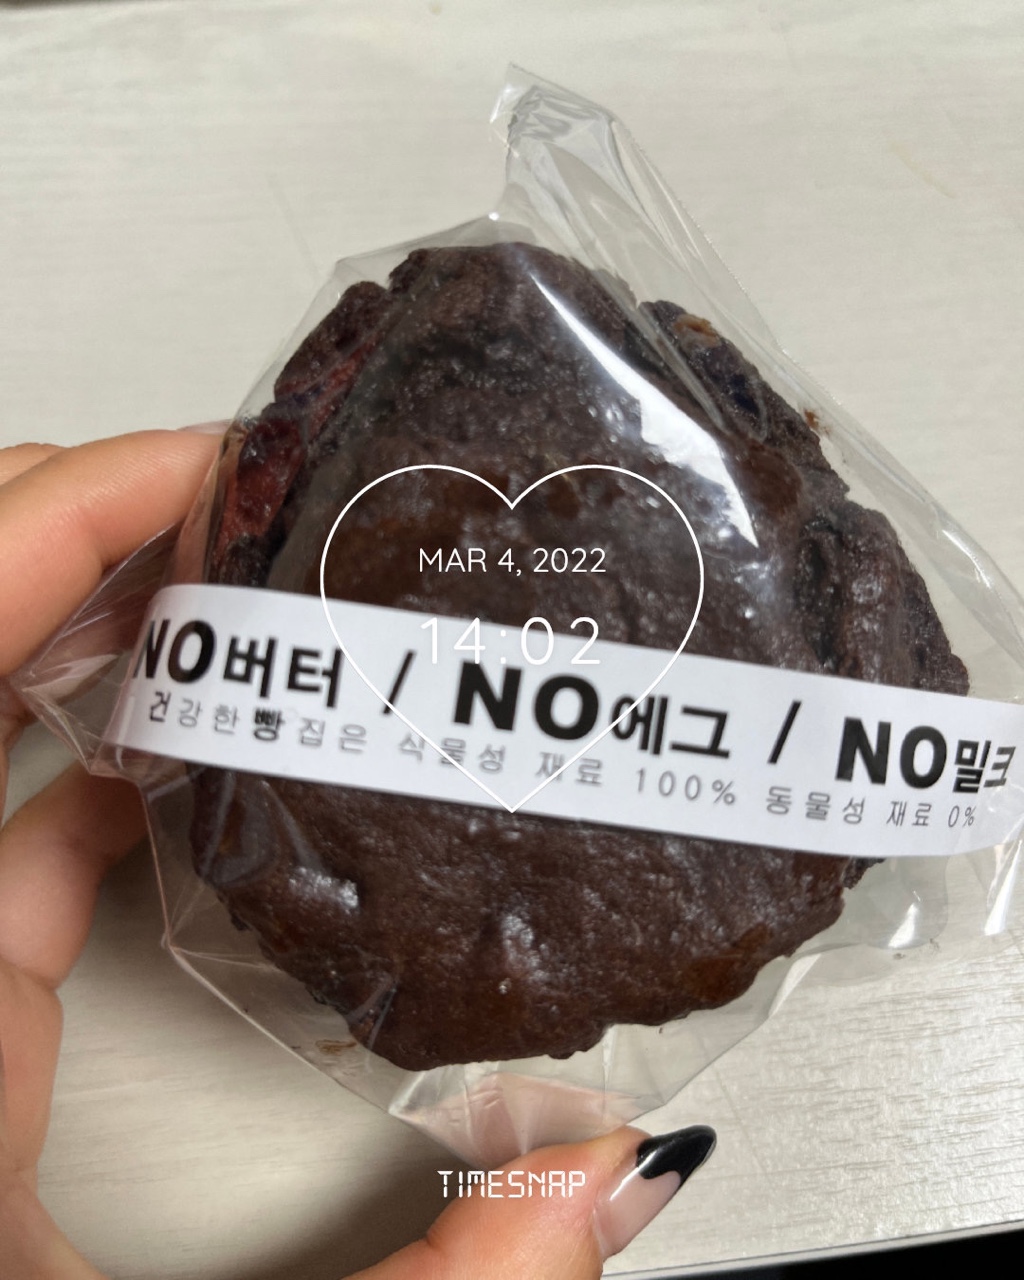 MAR 4, 2022
14:02
NO버터 / NO에그 / NO밀크
건강한빵집은 식물성 재료 100% 동물성 재료 0%
TIMESNAP